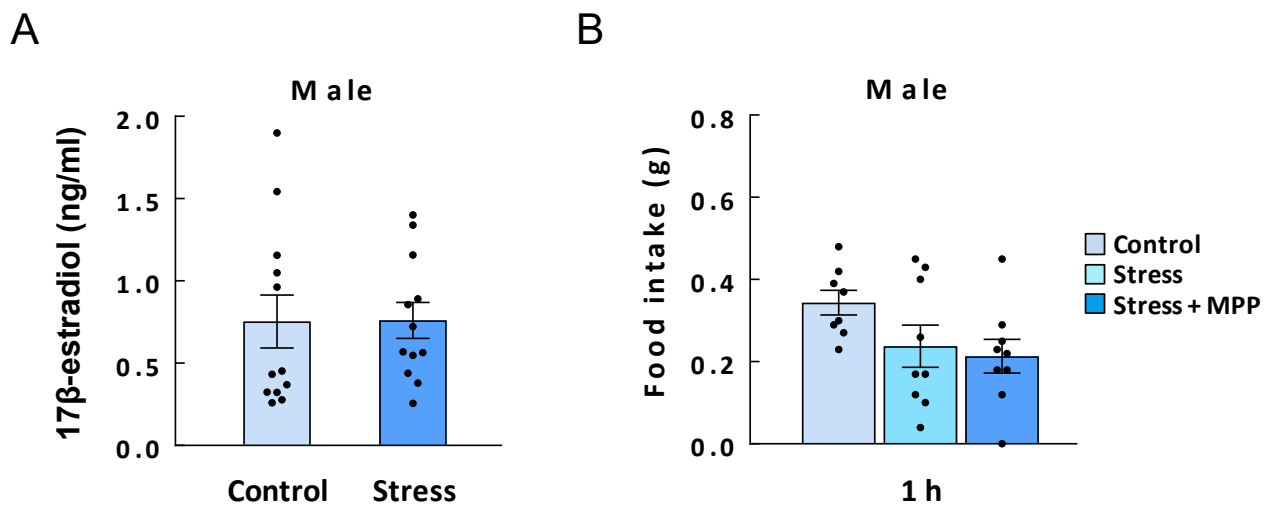 A
Male
17β-estradiol (ng/ml)
2.0
1.5
1.0
0.5
0.0
Control Stress
B
Male
Food intake (g)
0.8
0.6
0.4
0.2
0.0
1 h
Control
Stress
Stress + MPP